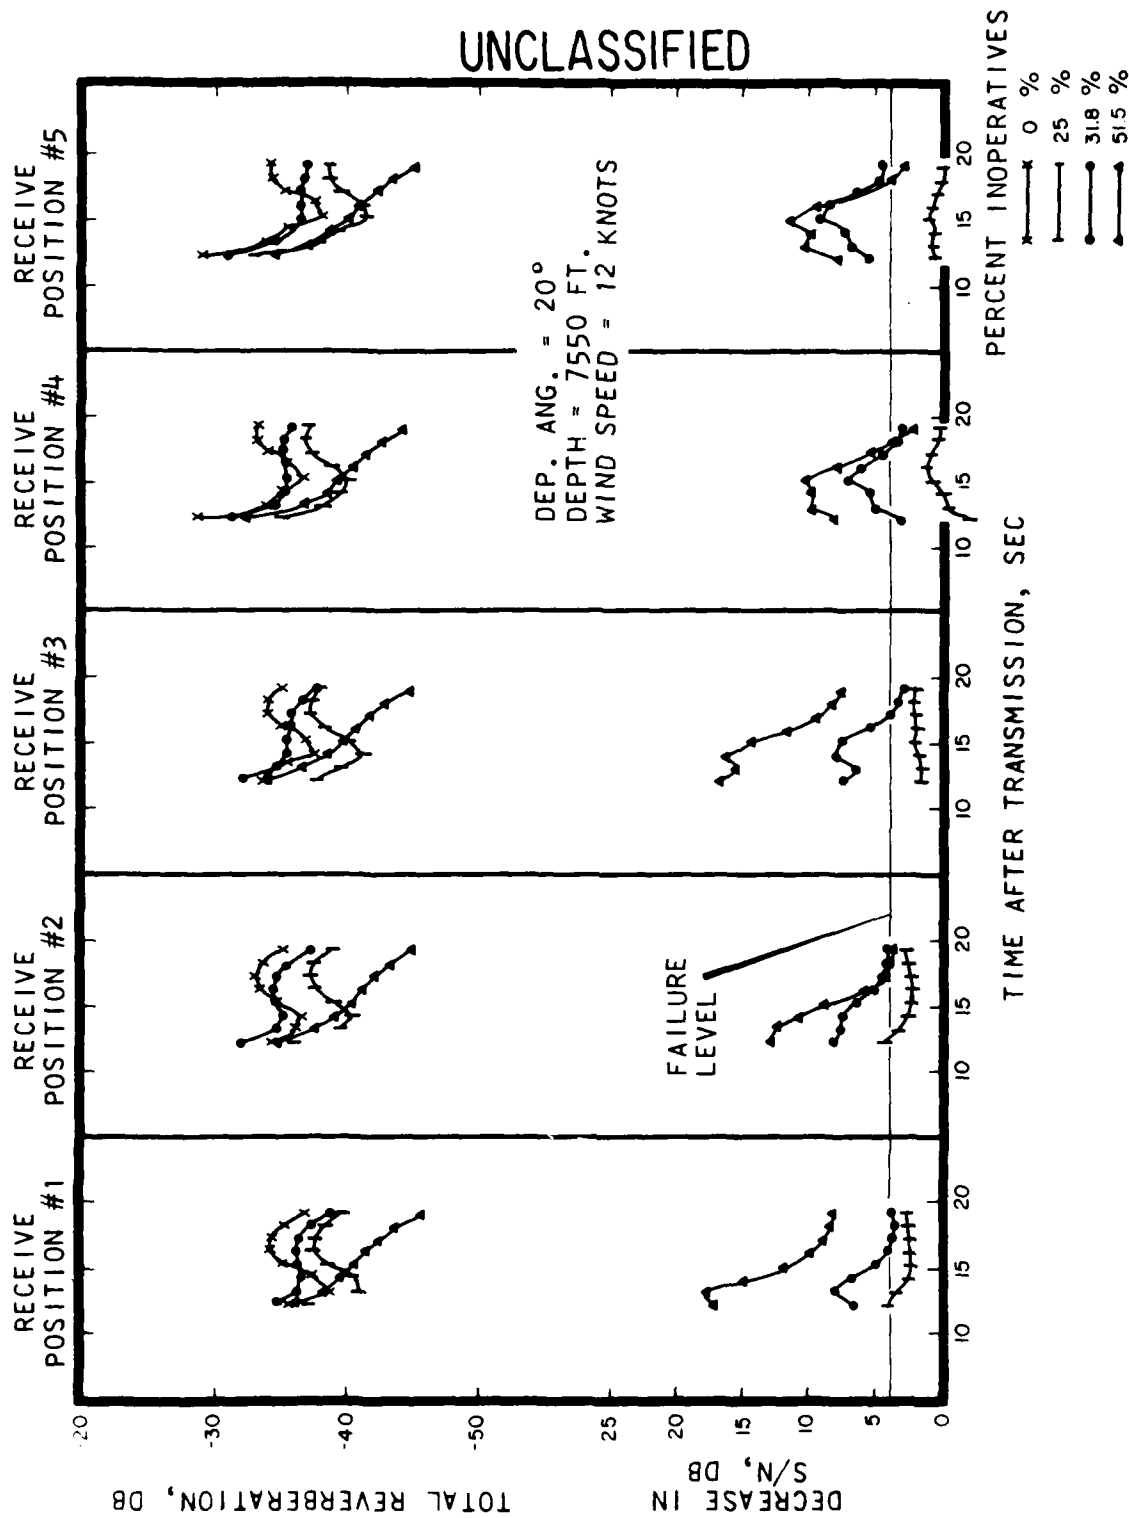 UNCLASSIFIED
RECEIVE
POSITION #1
RECEIVE
POSITION #2
RECEIVE
POSITION #3
RECEIVE
POSITION #4
RECEIVE
POSITION #5
TOTAL REVERBERATION, DB
-20
-30
-40
-50
DECREASE IN
S/N, DB
25
20
15
10
5
0
FAILURE
LEVEL
DEP. ANG. = 20°
DEPTH = 7550 FT.
WIND SPEED = 12 KNOTS
10 15 20
10 15 20
10 15 20
10 15 20
10 15 20
TIME AFTER TRANSMISSION, SEC
PERCENT INOPERATIVES
0 %
25 %
31.8 %
51.5 %